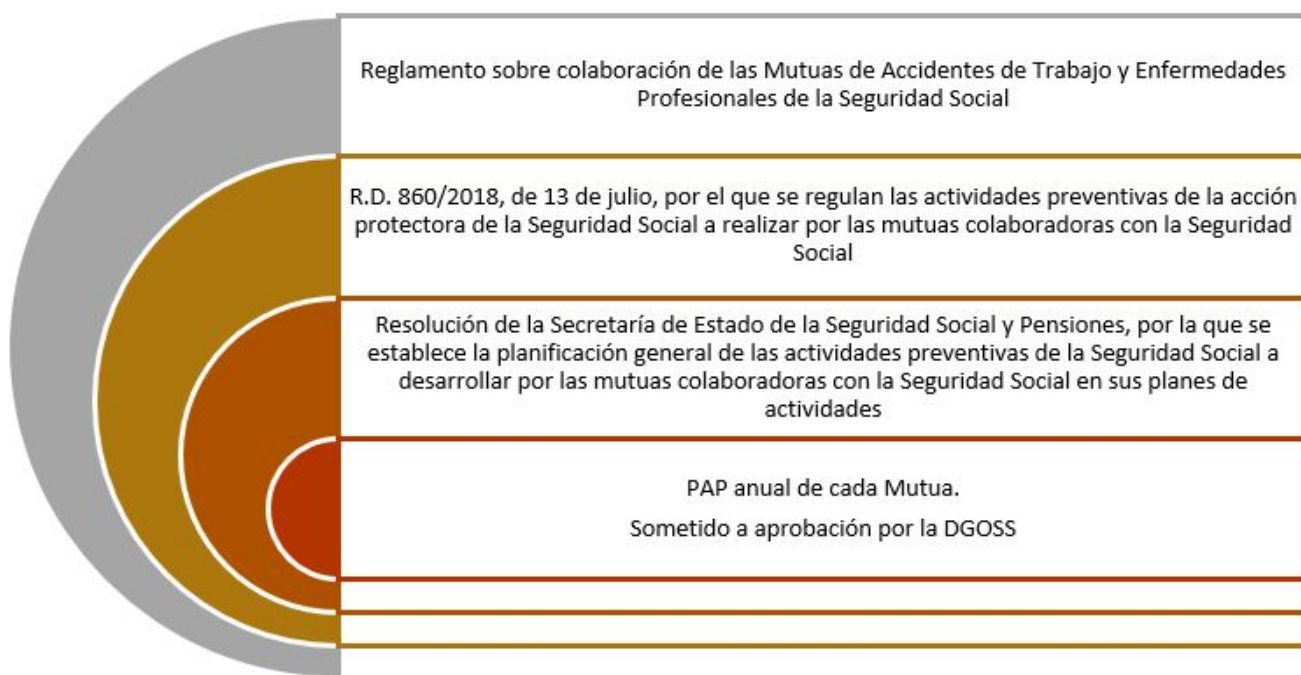 Reglamento sobre colaboración de las Mutuas de Accidentes de Trabajo y Enfermedades
Profesionales de la Seguridad Social
R.D. 860/2018, de 13 de julio, por el que se regulan las actividades preventivas de la acción
protectora de la Seguridad Social a realizar por las mutuas colaboradoras con la Seguridad
Social
Resolución de la Secretaría de Estado de la Seguridad Social y Pensiones, por la que se
establece la planificación general de las actividades preventivas de la Seguridad Social a
desarrollar por las mutuas colaboradoras con la Seguridad Social en sus planes de
actividades
PAP anual de cada Mutua.
Sometido a aprobación por la DGOSS